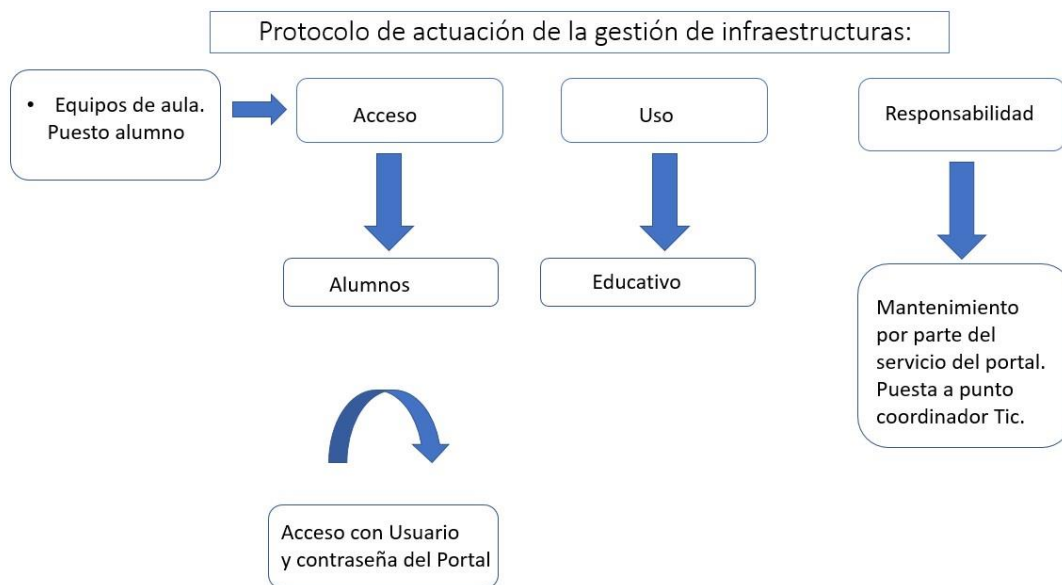 Protocolo de actuación de la gestión de infraestructuras:
• Equipos de aula.
Puesto alumno
Acceso
Uso
Responsabilidad
Alumnos
Educativo
Mantenimiento
por parte del
servicio del portal.
Puesta a punto
coordinador Tic.
Acceso con Usuario
y contraseña del Portal